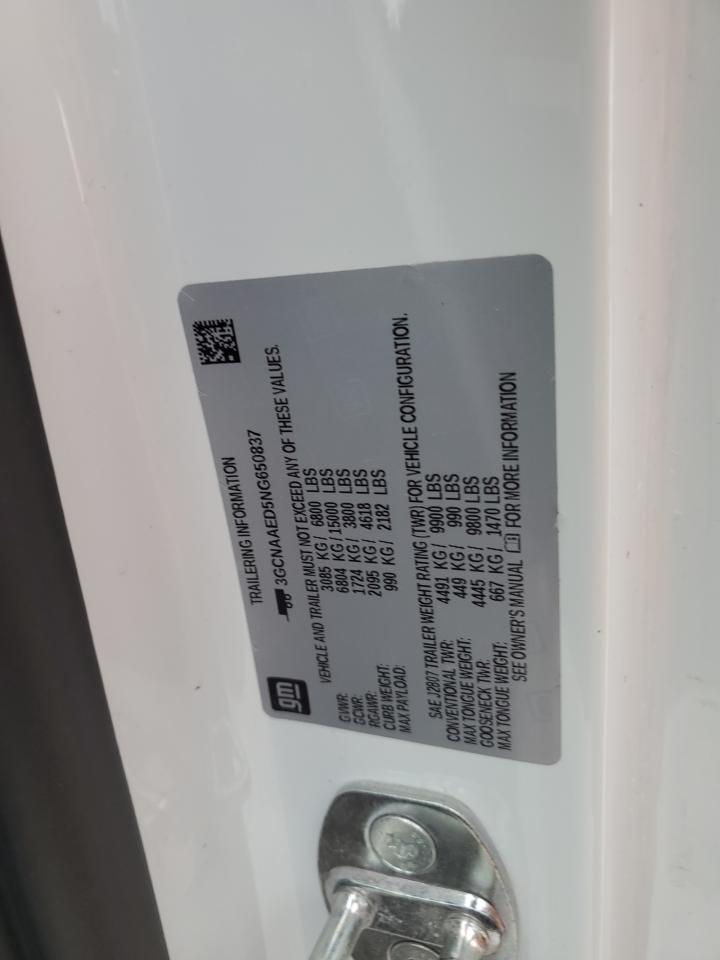 gm
TRAILERING INFORMATION
3GCNAAED5NG650837
VEHICLE AND TRAILER MUST NOT EXCEED ANY OF THESE VALUES.
GVWR: 3085 KG/ 6800 LBS
GCWR: 6804 KG/15000 LBS
RGAWR: 1724 KG/ 3800 LBS
CURB WEIGHT: 2095 KG/ 4618 LBS
MAX PAYLOAD: 990 KG/ 2182 LBS
SAE J2807 TRAILER WEIGHT RATING (TWR) FOR VEHICLE CONFIGURATION.
CONVENTIONAL TWR: 4491 KG/ 9900 LBS
MAX TONGUE WEIGHT: 449 KG/ 990 LBS
GOOSENECK TWR: 4445 KG/ 9800 LBS
MAX TONGUE WEIGHT: 667 KG/ 1470 LBS
SEE OWNER'S MANUAL FOR MORE INFORMATION